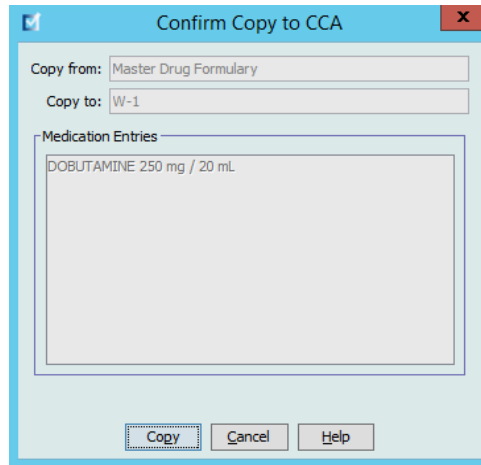 Confirm Copy to CCA
x
Copy from: Master Drug Formulary
Copy to: W-1
Medication Entries
DOBUTAMINE 250 mg / 20 mL
Copy Cancel Help